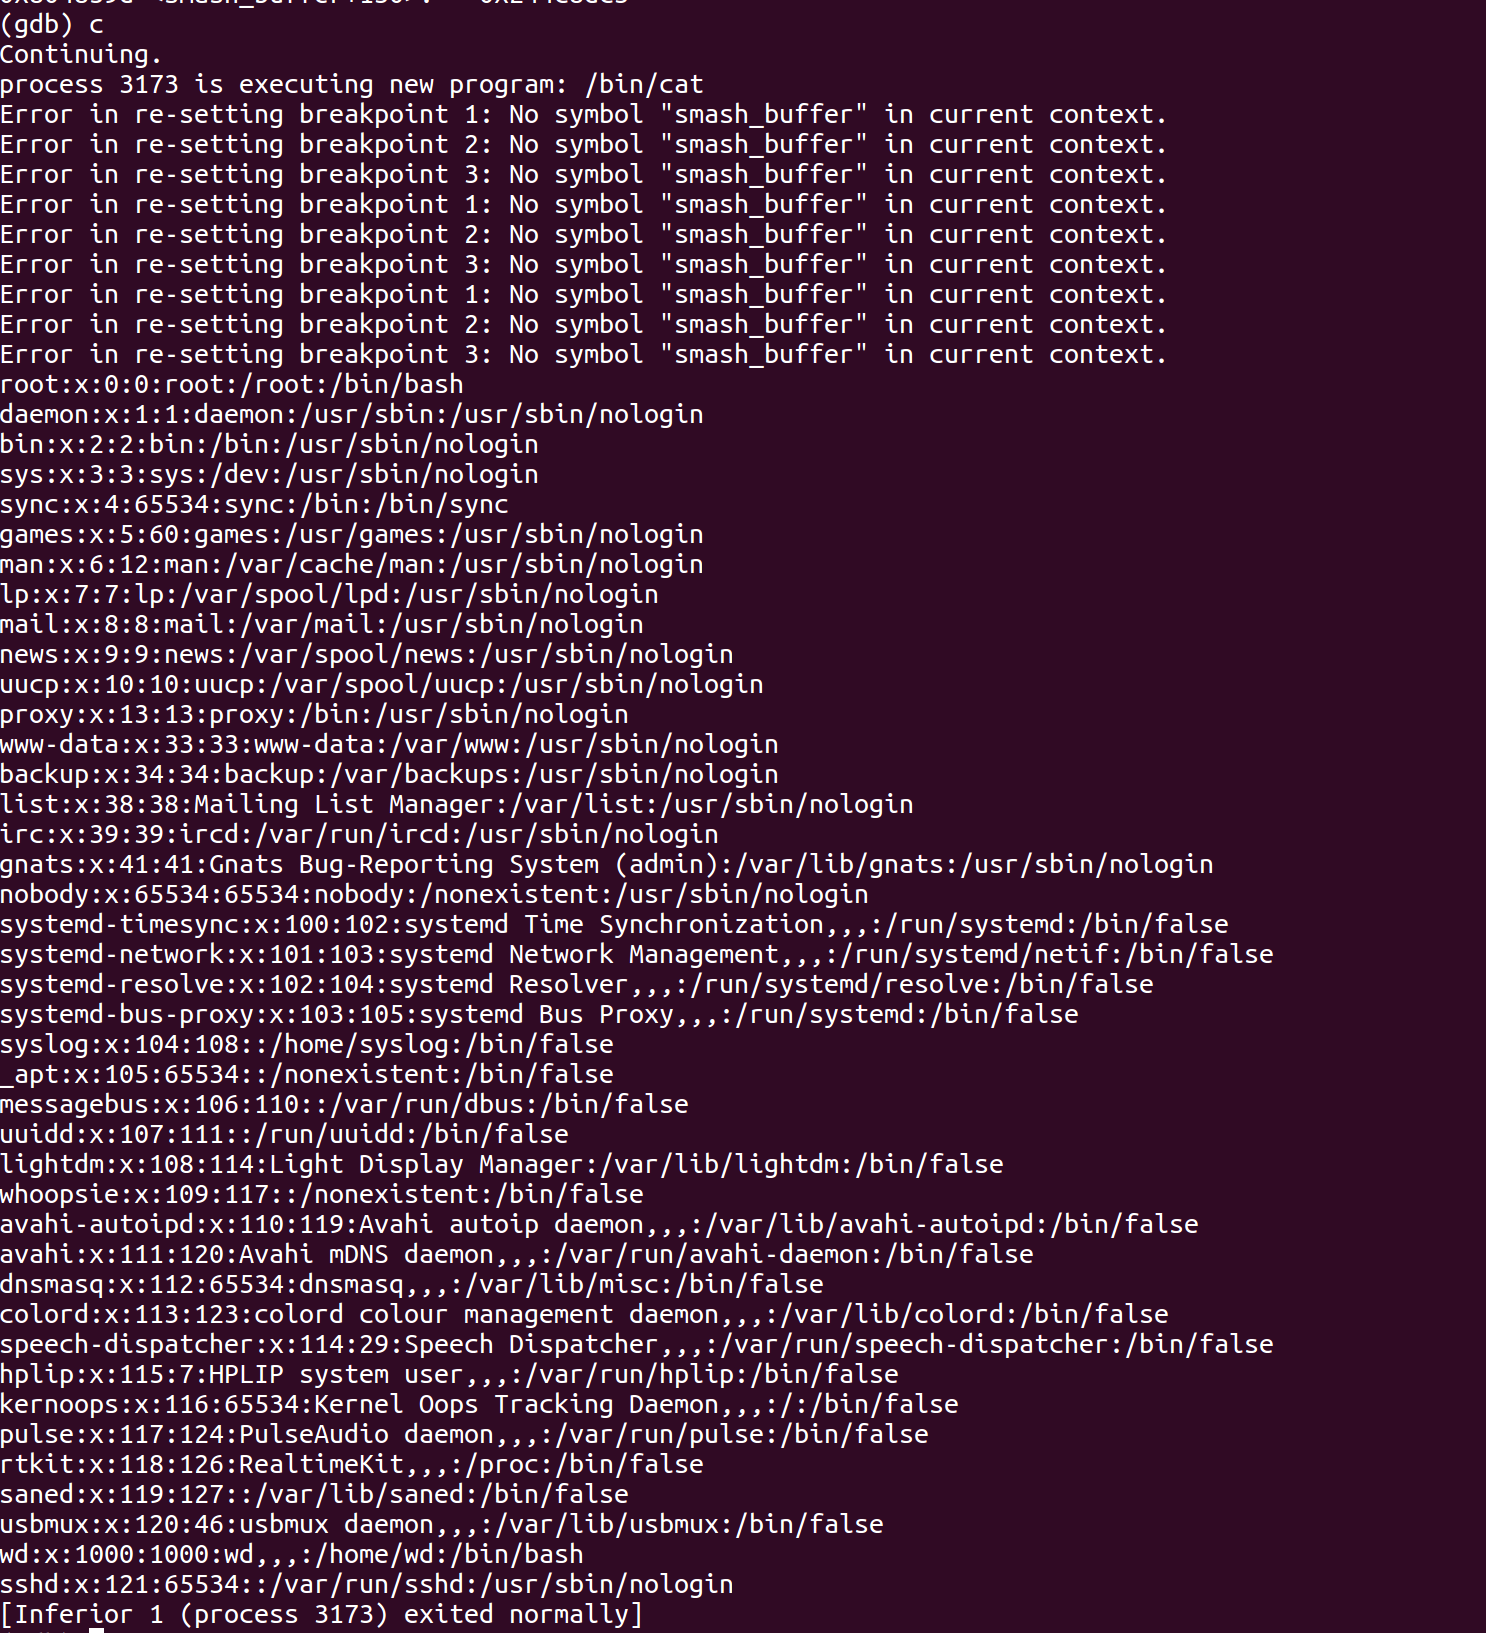 (gdb) c
Continuing.
process 3173 is executing new program: /bin/cat
Error in re-setting breakpoint 1: No symbol "smash_buffer" in current context.
Error in re-setting breakpoint 2: No symbol "smash_buffer" in current context.
Error in re-setting breakpoint 3: No symbol "smash_buffer" in current context.
Error in re-setting breakpoint 1: No symbol "smash_buffer" in current context.
Error in re-setting breakpoint 2: No symbol "smash_buffer" in current context.
Error in re-setting breakpoint 3: No symbol "smash_buffer" in current context.
Error in re-setting breakpoint 1: No symbol "smash_buffer" in current context.
Error in re-setting breakpoint 2: No symbol "smash_buffer" in current context.
Error in re-setting breakpoint 3: No symbol "smash_buffer" in current context.
root:x:0:0:root:/root:/bin/bash
daemon:x:1:1:daemon:/usr/sbin:/usr/sbin/nologin
bin:x:2:2:bin:/bin:/usr/sbin/nologin
sys:x:3:3:sys:/dev:/usr/sbin/nologin
sync:x:4:65534:sync:/bin:/bin/sync
games:x:5:60:games:/usr/games:/usr/sbin/nologin
man:x:6:12:man:/var/cache/man:/usr/sbin/nologin
lp:x:7:7:lp:/var/spool/lpd:/usr/sbin/nologin
mail:x:8:8:mail:/var/mail:/usr/sbin/nologin
news:x:9:9:news:/var/spool/news:/usr/sbin/nologin
uucp:x:10:10:uucp:/var/spool/uucp:/usr/sbin/nologin
proxy:x:13:13:proxy:/bin:/usr/sbin/nologin
www-data:x:33:33:www-data:/var/www:/usr/sbin/nologin
backup:x:34:34:backup:/var/backups:/usr/sbin/nologin
list:x:38:38:Mailing List Manager:/var/list:/usr/sbin/nologin
irc:x:39:39:ircd:/var/run/ircd:/usr/sbin/nologin
gnats:x:41:41:Gnats Bug-Reporting System (admin):/var/lib/gnats:/usr/sbin/nologin
nobody:x:65534:65534:nobody:/nonexistent:/usr/sbin/nologin
systemd-timesync:x:100:102:systemd Time Synchronization,,,:/run/systemd:/bin/false
systemd-network:x:101:103:systemd Network Management,,,:/run/systemd/netif:/bin/false
systemd-resolve:x:102:104:systemd Resolver,,,:/run/systemd/resolve:/bin/false
systemd-bus-proxy:x:103:105:systemd Bus Proxy,,,:/run/systemd:/bin/false
syslog:x:104:108::/home/syslog:/bin/false
_apt:x:105:65534::/nonexistent:/bin/false
messagebus:x:106:110::/var/run/dbus:/bin/false
uuidd:x:107:111::/run/uuidd:/bin/false
lightdm:x:108:114:Light Display Manager:/var/lib/lightdm:/bin/false
whoopsie:x:109:117::/nonexistent:/bin/false
avahi-autoipd:x:110:119:Avahi autoip daemon,,,:/var/lib/avahi-autoipd:/bin/false
avahi:x:111:120:Avahi mDNS daemon,,,:/var/run/avahi-daemon:/bin/false
dnsmasq:x:112:65534:dnsmasq,,,:/var/lib/misc:/bin/false
colord:x:113:123:colord colour management daemon,,,:/var/lib/colord:/bin/false
speech-dispatcher:x:114:29:Speech Dispatcher,,,:/var/run/speech-dispatcher:/bin/false
hplip:x:115:7:HPLIP system user,,,:/var/run/hplip:/bin/false
kernoops:x:116:65534:Kernel Oops Tracking Daemon,,,:/:/bin/false
pulse:x:117:124:PulseAudio daemon,,,:/var/run/pulse:/bin/false
rtkit:x:118:126:RealtimeKit,,,:/proc:/bin/false
saned:x:119:127::/var/lib/saned:/bin/false
usbmux:x:120:46:usbmux daemon,,,:/var/lib/usbmux:/bin/false
wd:x:1000:1000:wd,,,:/home/wd:/bin/bash
sshd:x:121:65534::/var/run/sshd:/usr/sbin/nologin
[Inferior 1 (process 3173) exited normally]